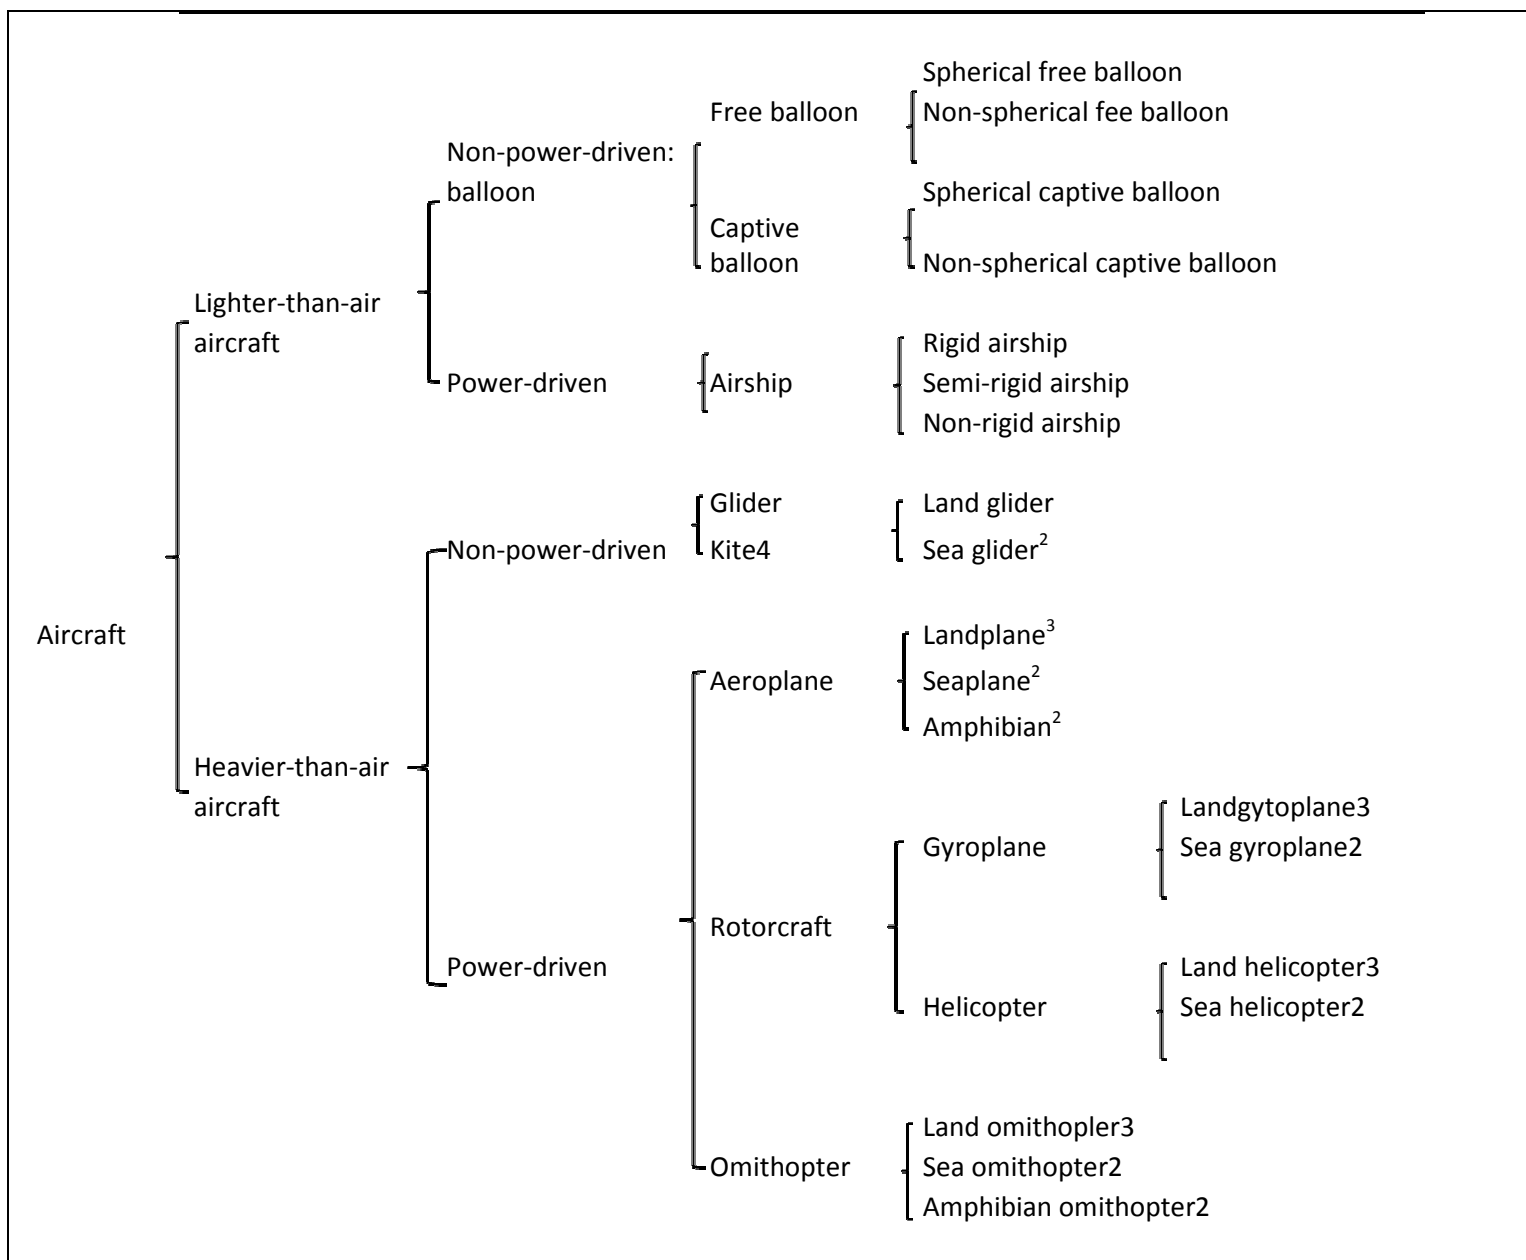 Spherical free balloon
Free balloon
Non-spherical fee balloon
Non-power-driven:
balloon
Spherical captive balloon
Captive
balloon
Non-spherical captive balloon
Lighter-than-air
aircraft
Rigid airship
Power-driven
Airship
Semi-rigid airship
Non-rigid airship
Glider
Land glider
Non-power-driven
Kite4
Sea glider²
Aircraft
Landplane³
Aeroplane
Seaplane²
Amphibian²
Heavier-than-air
aircraft
Landgytoplane3
Gyroplane
Sea gyroplane2
Rotorcraft
Power-driven
Land helicopter3
Helicopter
Sea helicopter2
Land omithopler3
Omithopter
Sea omithopter2
Amphibian omithopter2